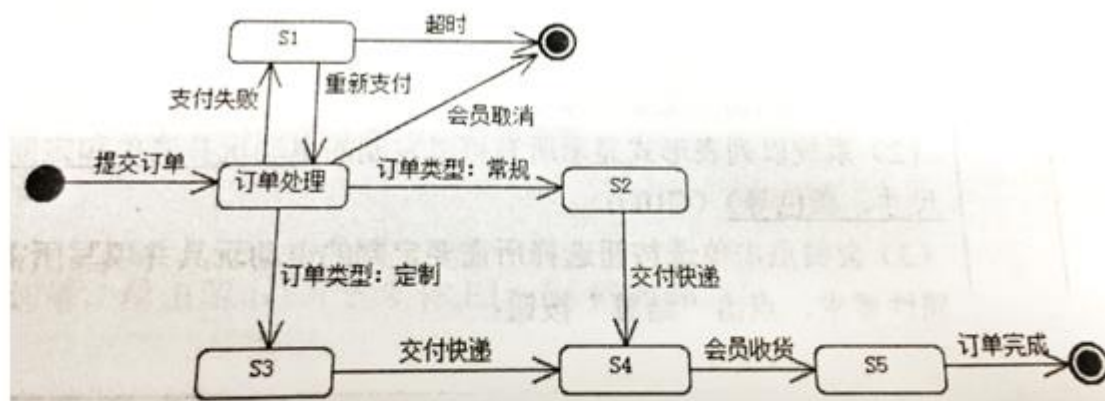 S1
超时
支付失败
重新支付
会员取消
提交订单
订单处理
订单类型：常规
S2
订单类型：定制
交付快递
S3
交付快递
S4
会员收货
S5
订单完成